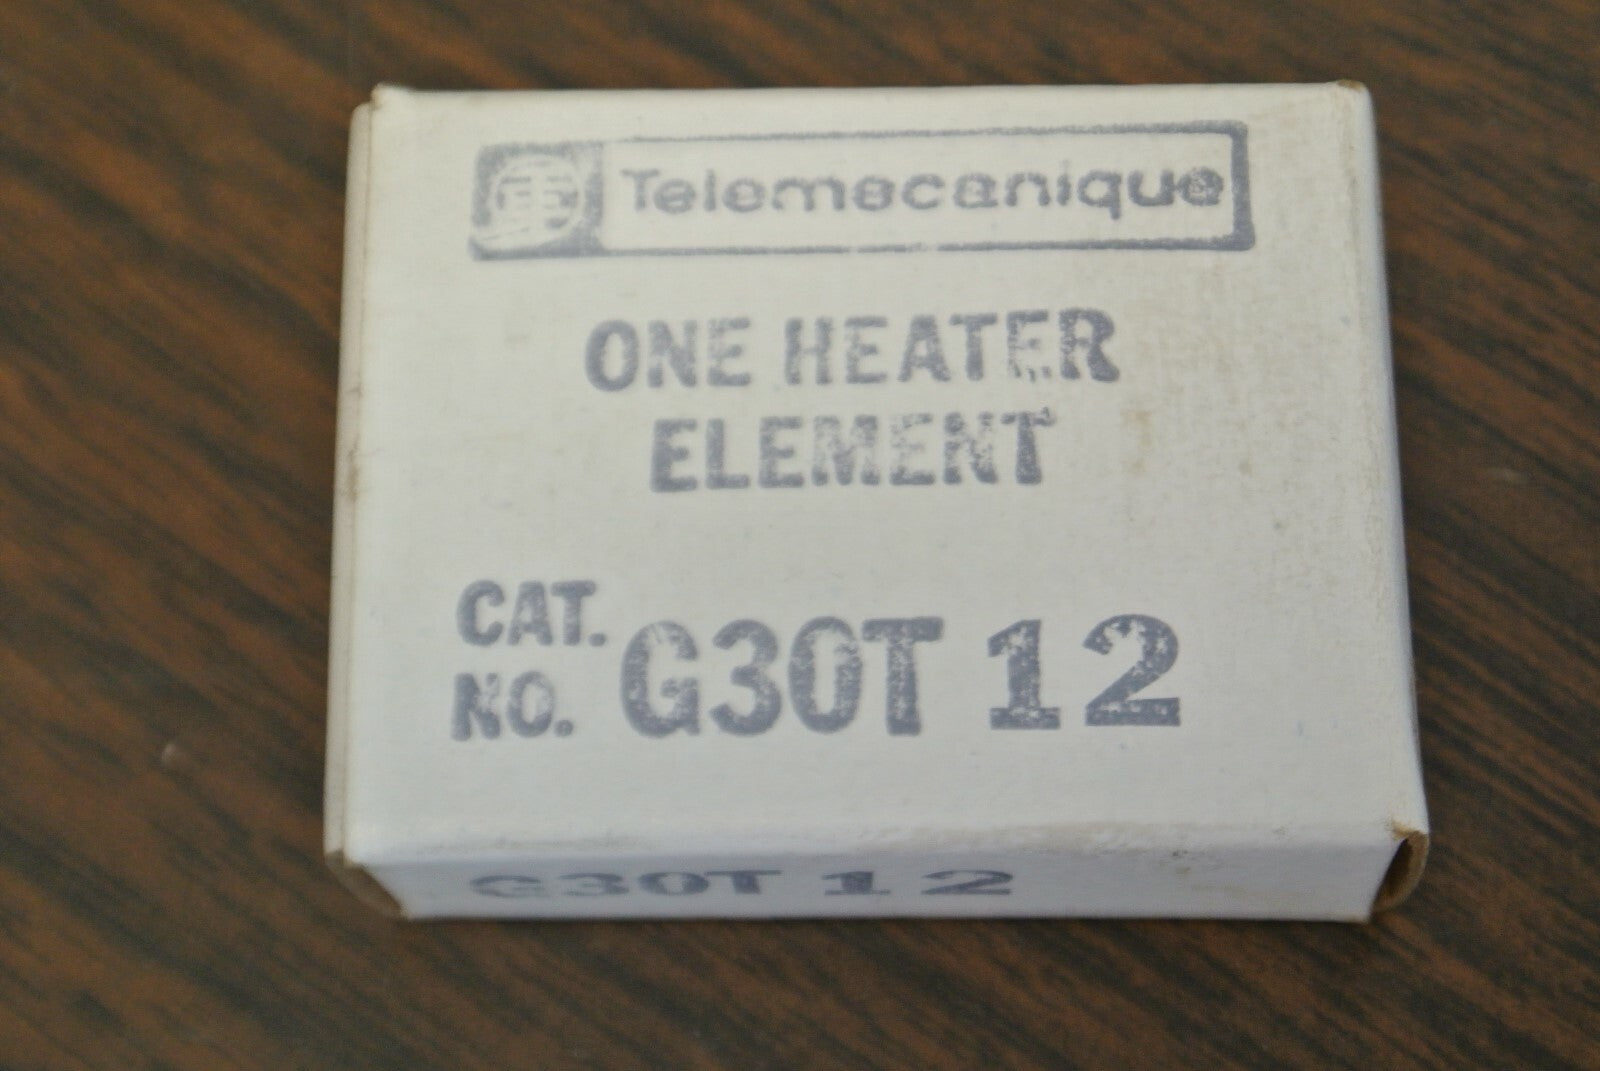 Telemecanique
ONE HEATER
ELEMENT
CAT.
NO. G30T 12
G30T 12